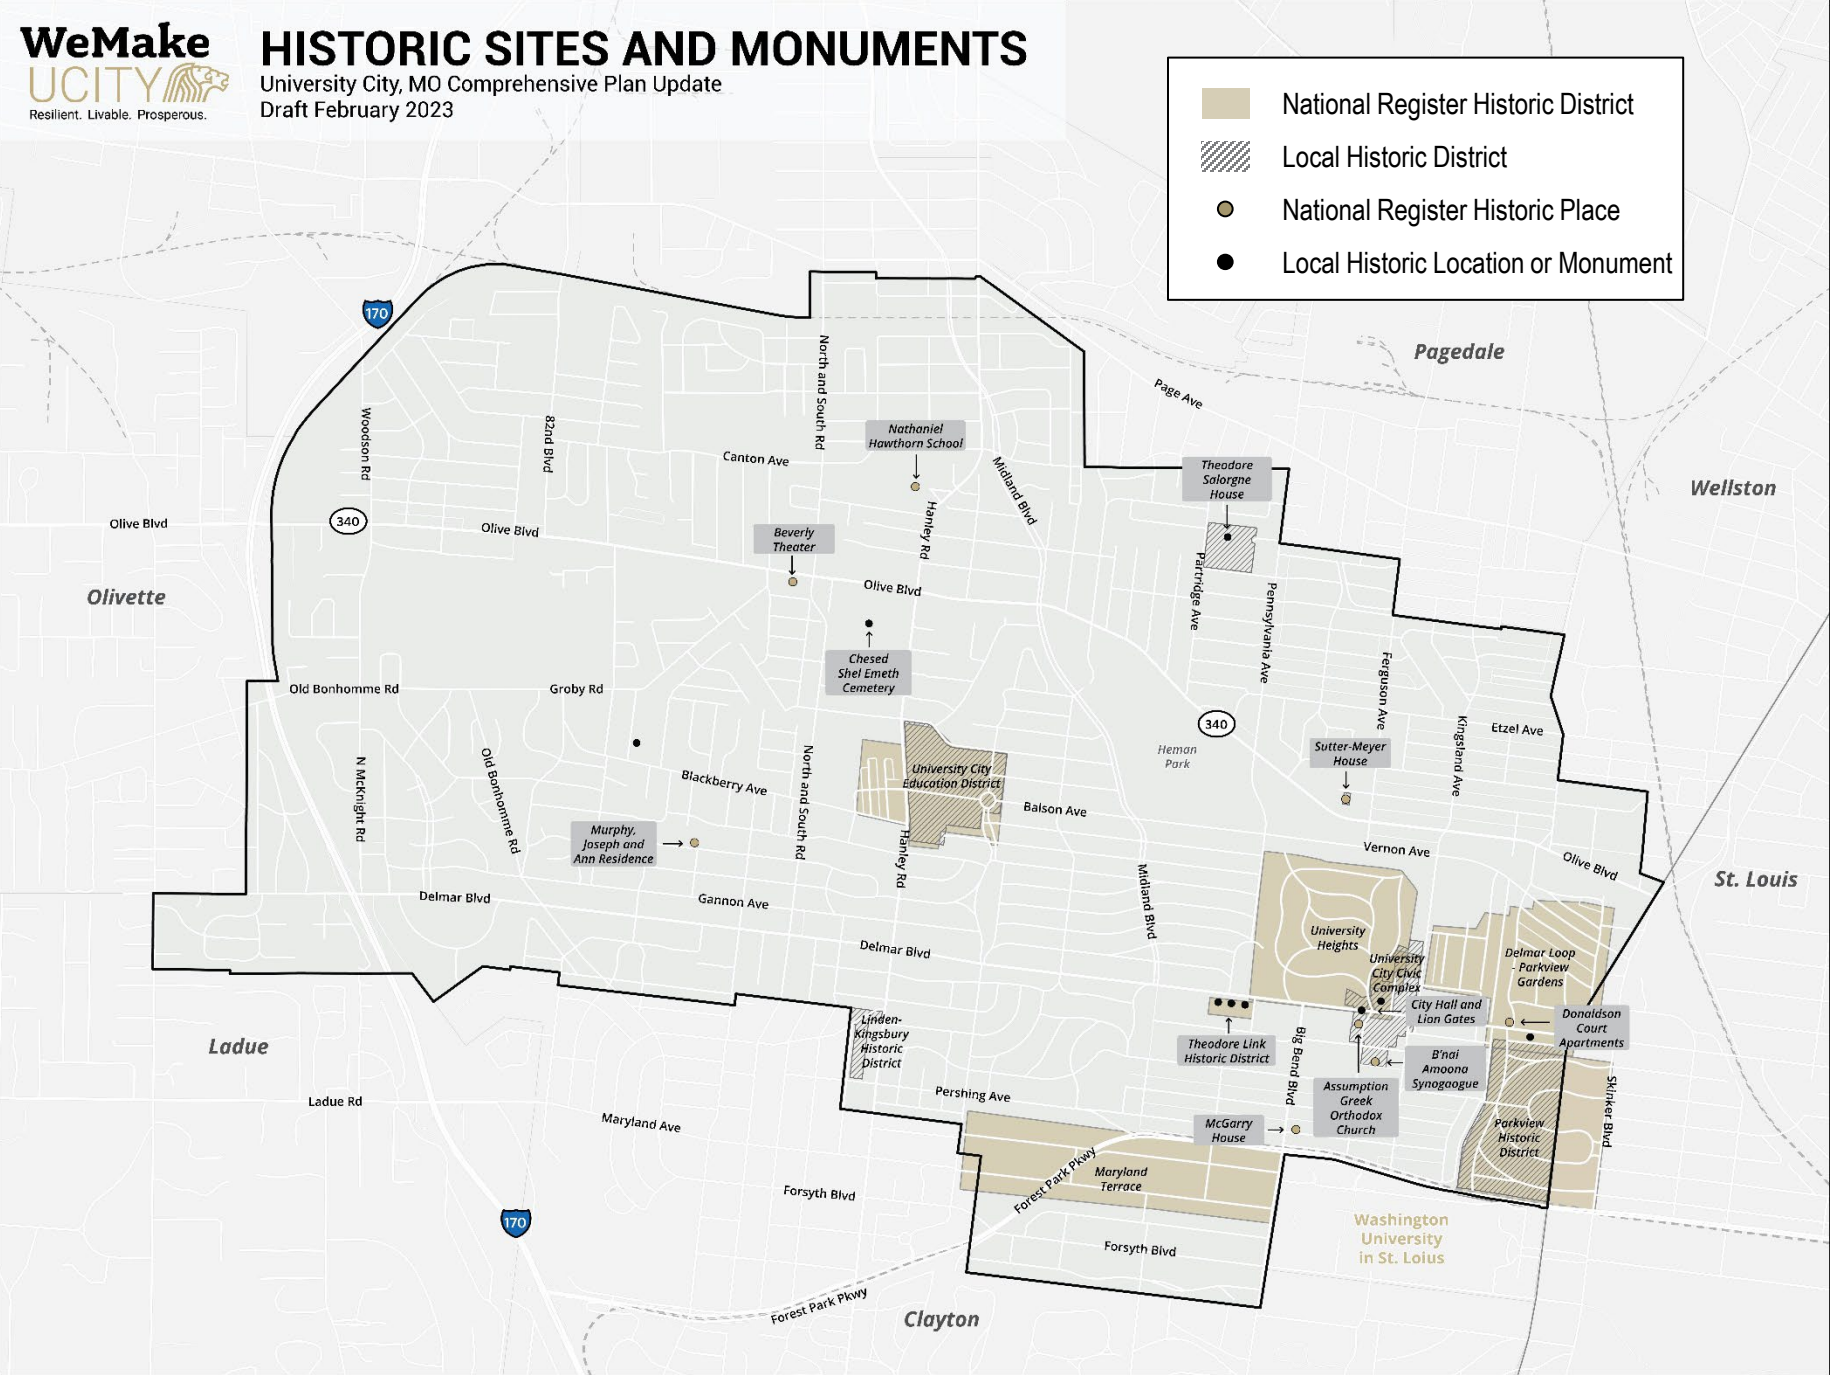 WeMake
UCITY
Resilient. Livable. Prosperous.
HISTORIC SITES AND MONUMENTS
University City, MO Comprehensive Plan Update
Draft February 2023
National Register Historic District
Local Historic District
National Register Historic Place
Local Historic Location or Monument
170
Pagedale
Page Ave
North and South Rd
Woodson Rd
82nd Blvd
Nathaniel
Hawthorn School
Canton Ave
Midland Blvd
Theodore
Salorgne
House
Wellston
Olive Blvd
340
Olive Blvd
Hanley Rd
Beverly
Theater
Partridge Ave
Olive Blvd
Pennsylvania Ave
Olivette
Chesed
Shel Emeth
Cemetery
Ferguson Ave
Old Bonhomme Rd
Groby Rd
340
Kingsland Ave
Etzel Ave
Heman
Park
Sutter-Meyer
House
N McKnight Rd
Old Bonhomme Rd
Blackberry Ave
North and South Rd
University City
Education District
Balson Ave
Murphy,
Joseph and
Ann Residence
Hanley Rd
Vernon Ave
Olive Blvd
St. Louis
Midland Blvd
Delmar Blvd
Gannon Ave
Delmar Blvd
University
Heights
University
City Civic
Complex
Delmar Loop
- Parkview
Gardens
City Hall and
Lion Gates
Donaldson
Court
Apartments
Linden-
Kingsbury
Historic
District
Theodore Link
Historic District
Big Bend Blvd
B'nai
Amoona
Synogaogue
Ladue
Assumption
Greek
Orthodox
Church
Skinker Blvd
Ladue Rd
Pershing Ave
Maryland Ave
McGarry
House
Parkview
Historic
District
Forest Park Pkwy
Maryland
Terrace
Forsyth Blvd
170
Washington
University
in St. Loius
Forsyth Blvd
Forest Park Pkwy
Clayton